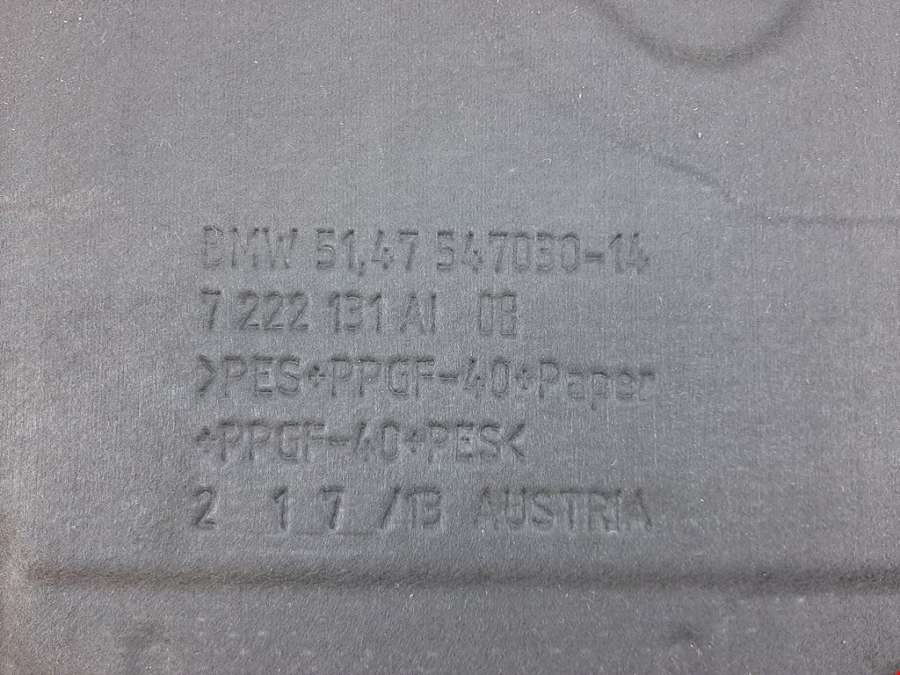 BMW 51.47 547030-14
7 222 131 AI 08
>PES+PPGF-40+Paper
+PPGF-40+PES<
2 1 7 /13 AUSTRIA